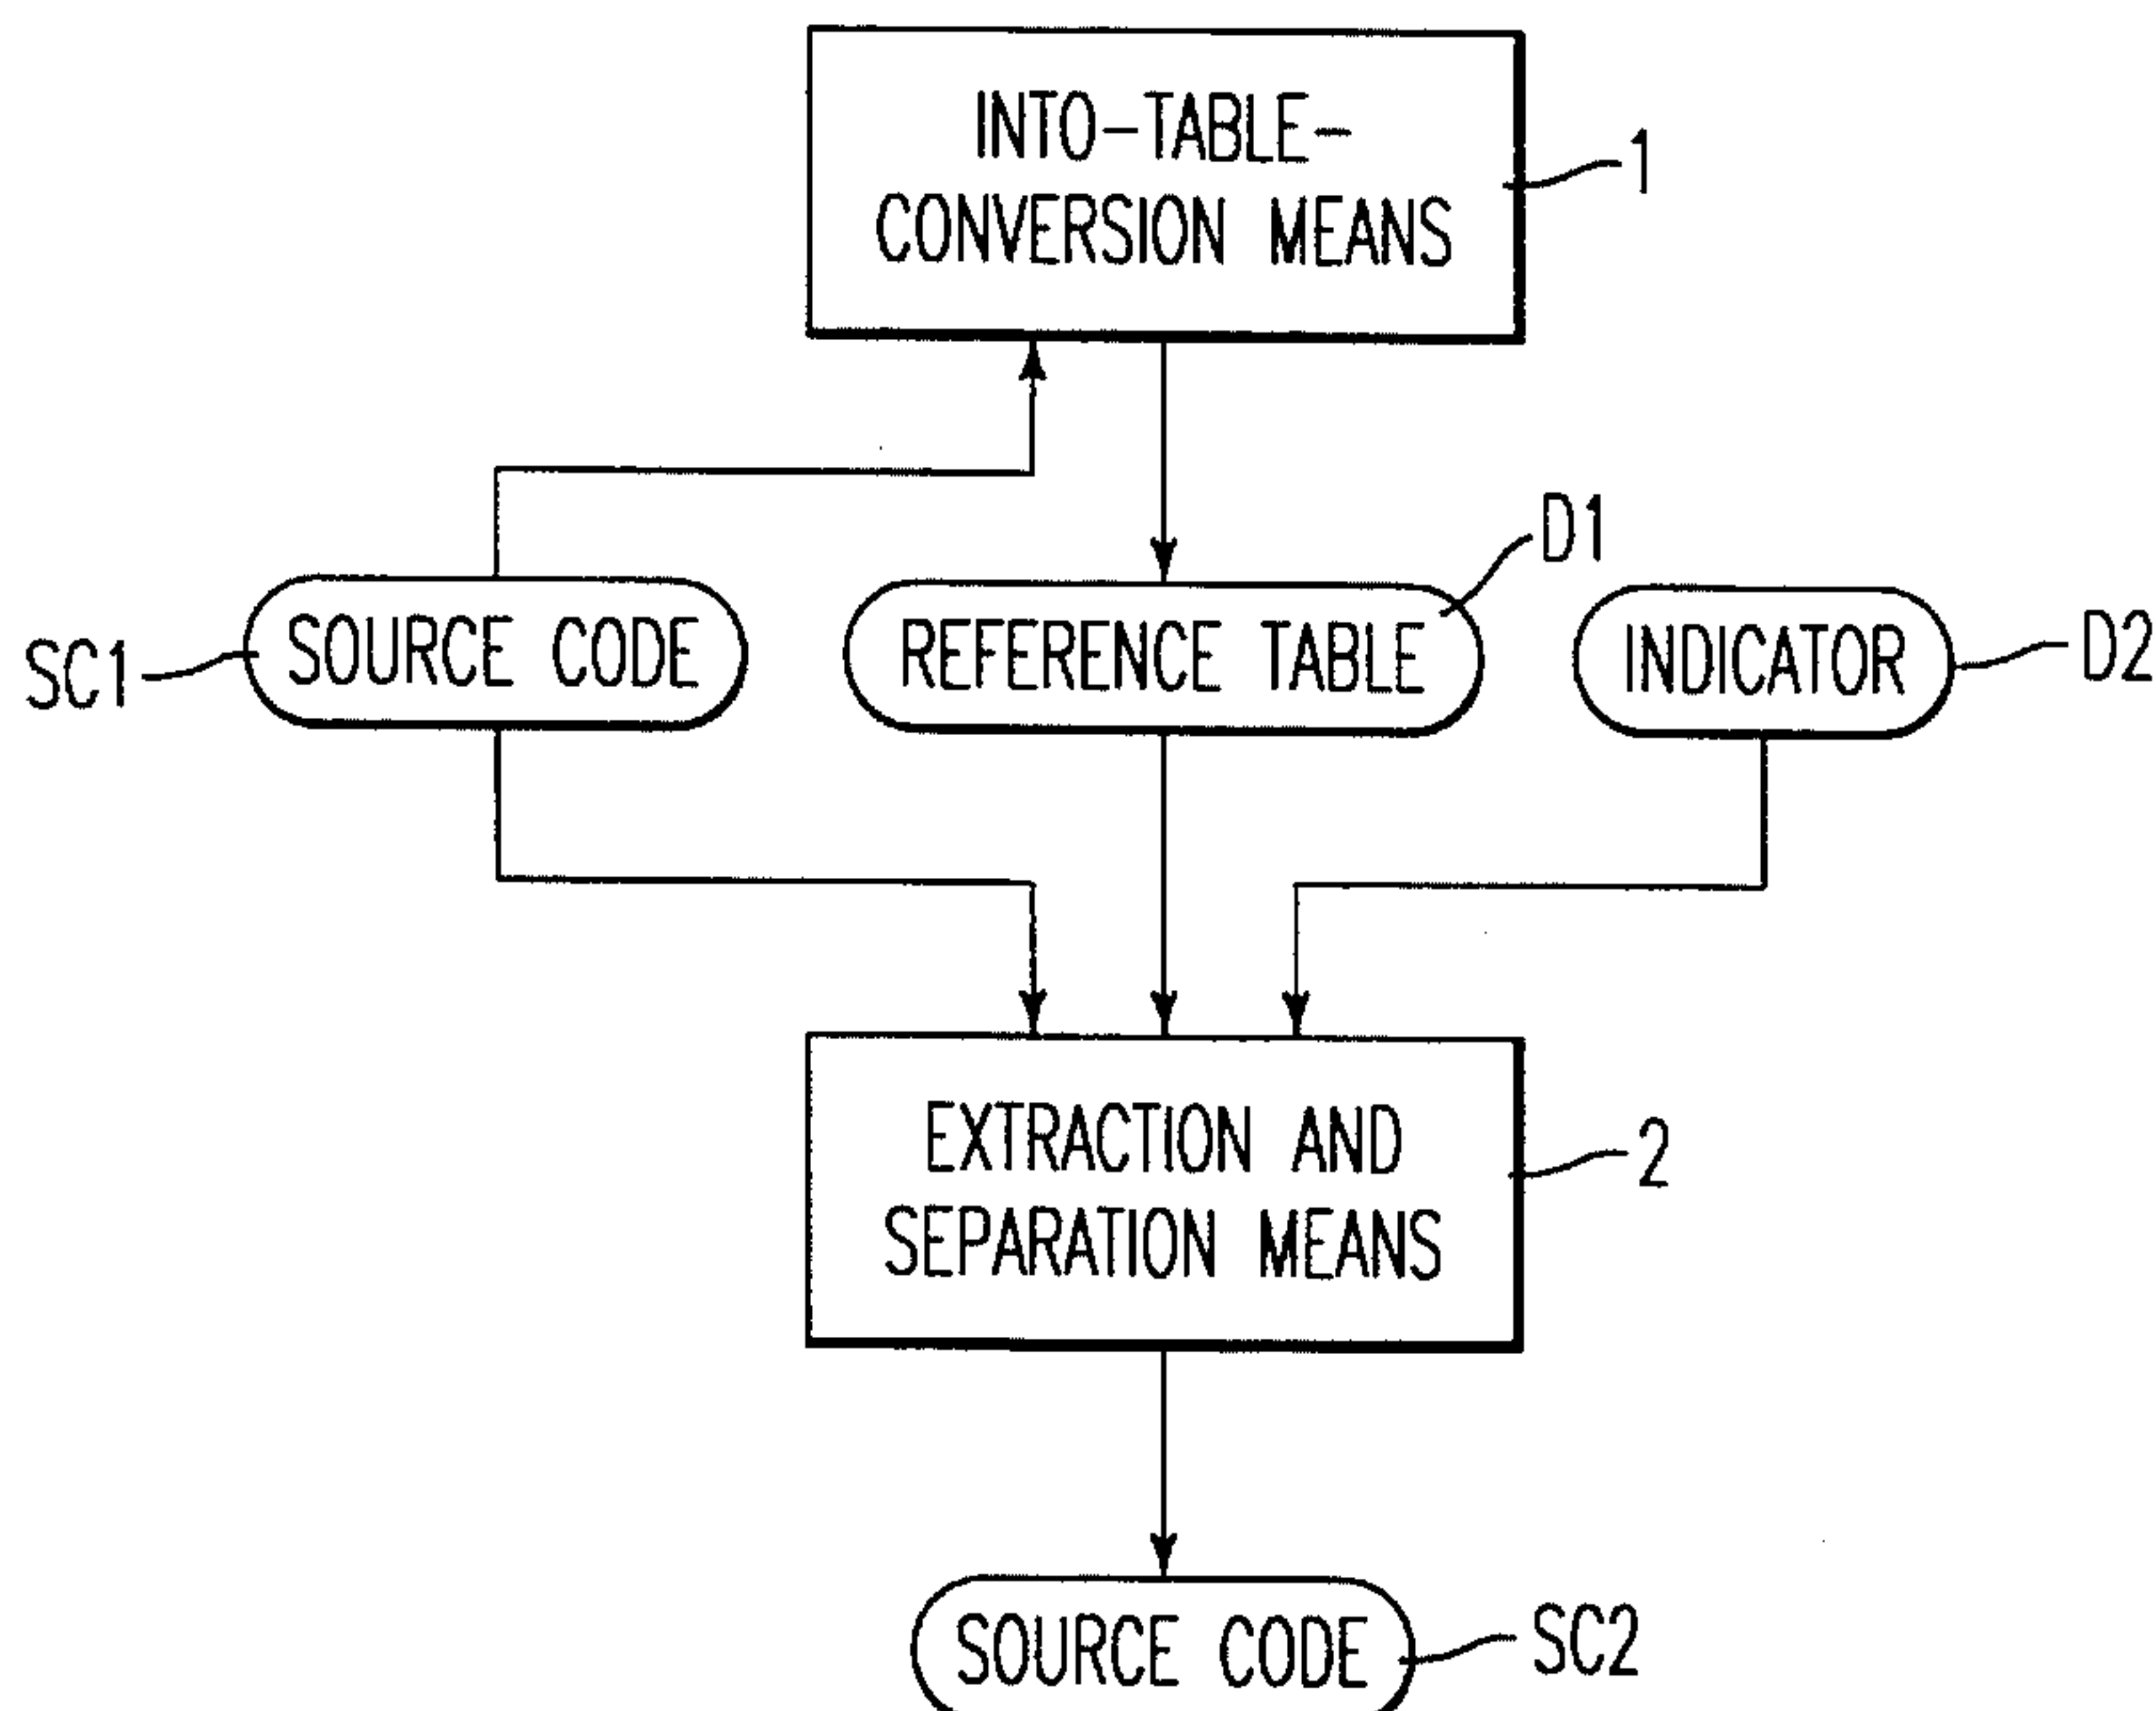 INTO-TABLE-
CONVERSION MEANS
1
D1
SC1
SOURCE CODE
REFERENCE TABLE
INDICATOR
D2
EXTRACTION AND
SEPARATION MEANS
2
SOURCE CODE
SC2